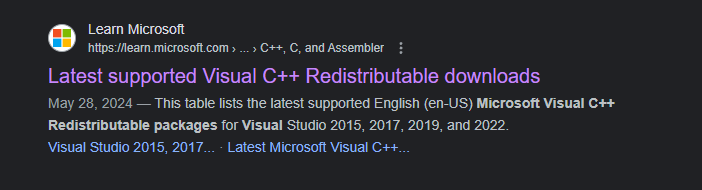 Learn Microsoft
https://learn.microsoft.com › ... › C++, C, and Assembler
Latest supported Visual C++ Redistributable downloads
May 28, 2024 — This table lists the latest supported English (en-US) Microsoft Visual C++
Redistributable packages for Visual Studio 2015, 2017, 2019, and 2022.
Visual Studio 2015, 2017... · Latest Microsoft Visual C++...